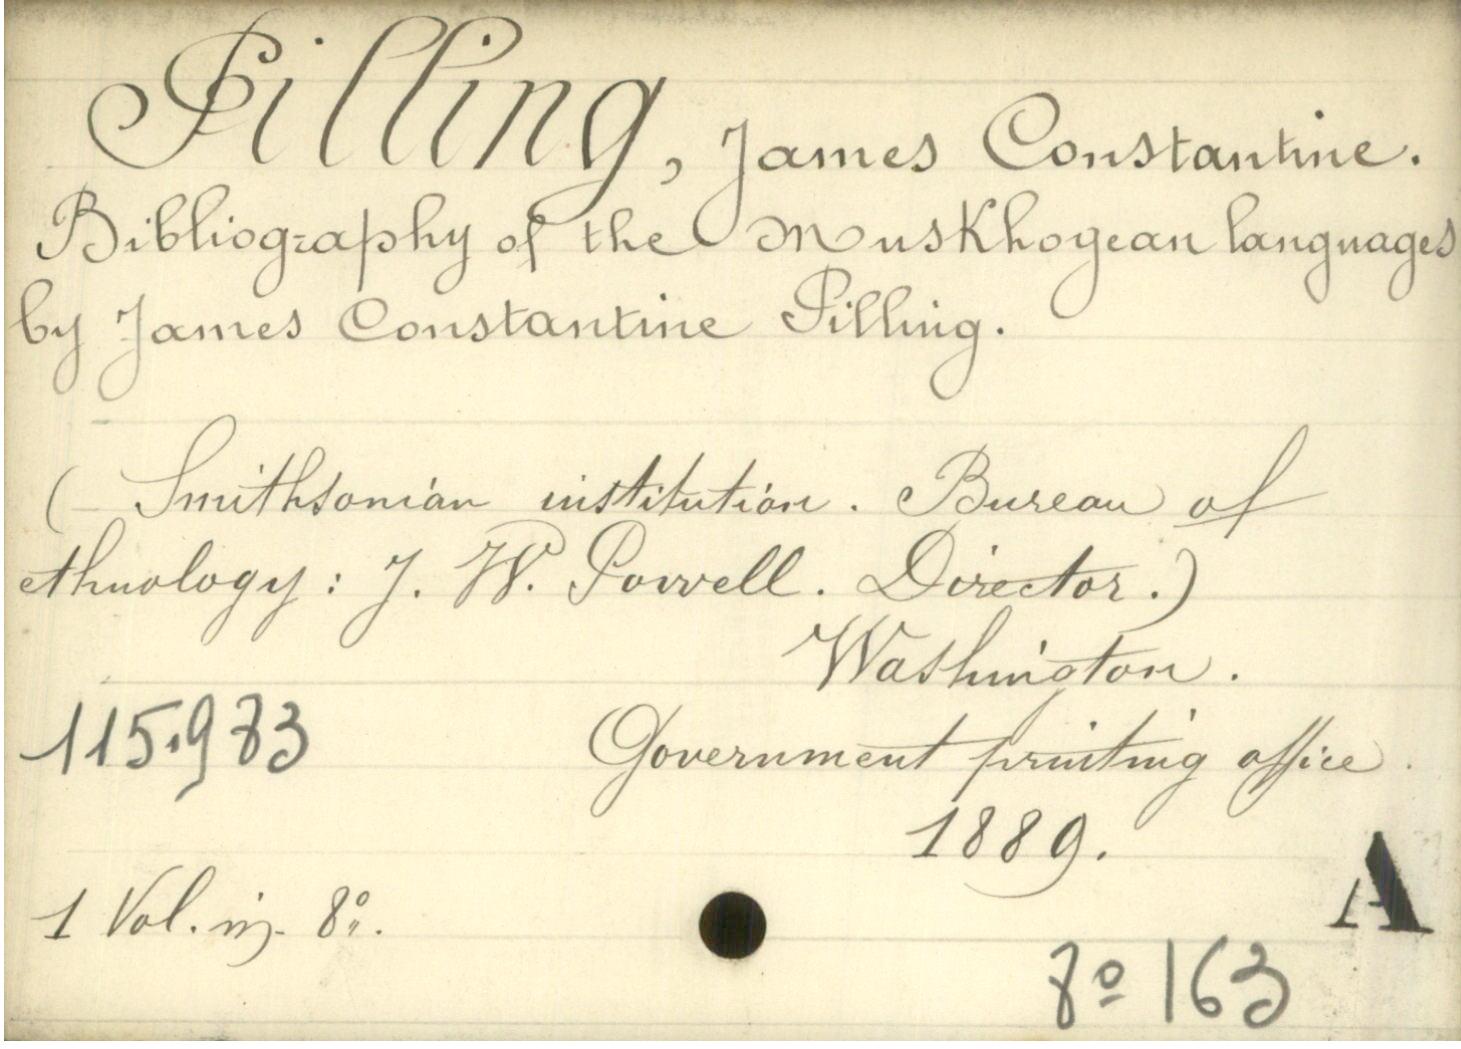 Pilling, James Constantine.
Bibliography of the Muskhogean languages
by James Constantine Pilling.
( Smithsonian institution. Bureau of
ethnology: J. W. Powell. Director.)
Washington.
115.983
Government printing office.
1889.
A
1 Vol. in-8º.
8º 163